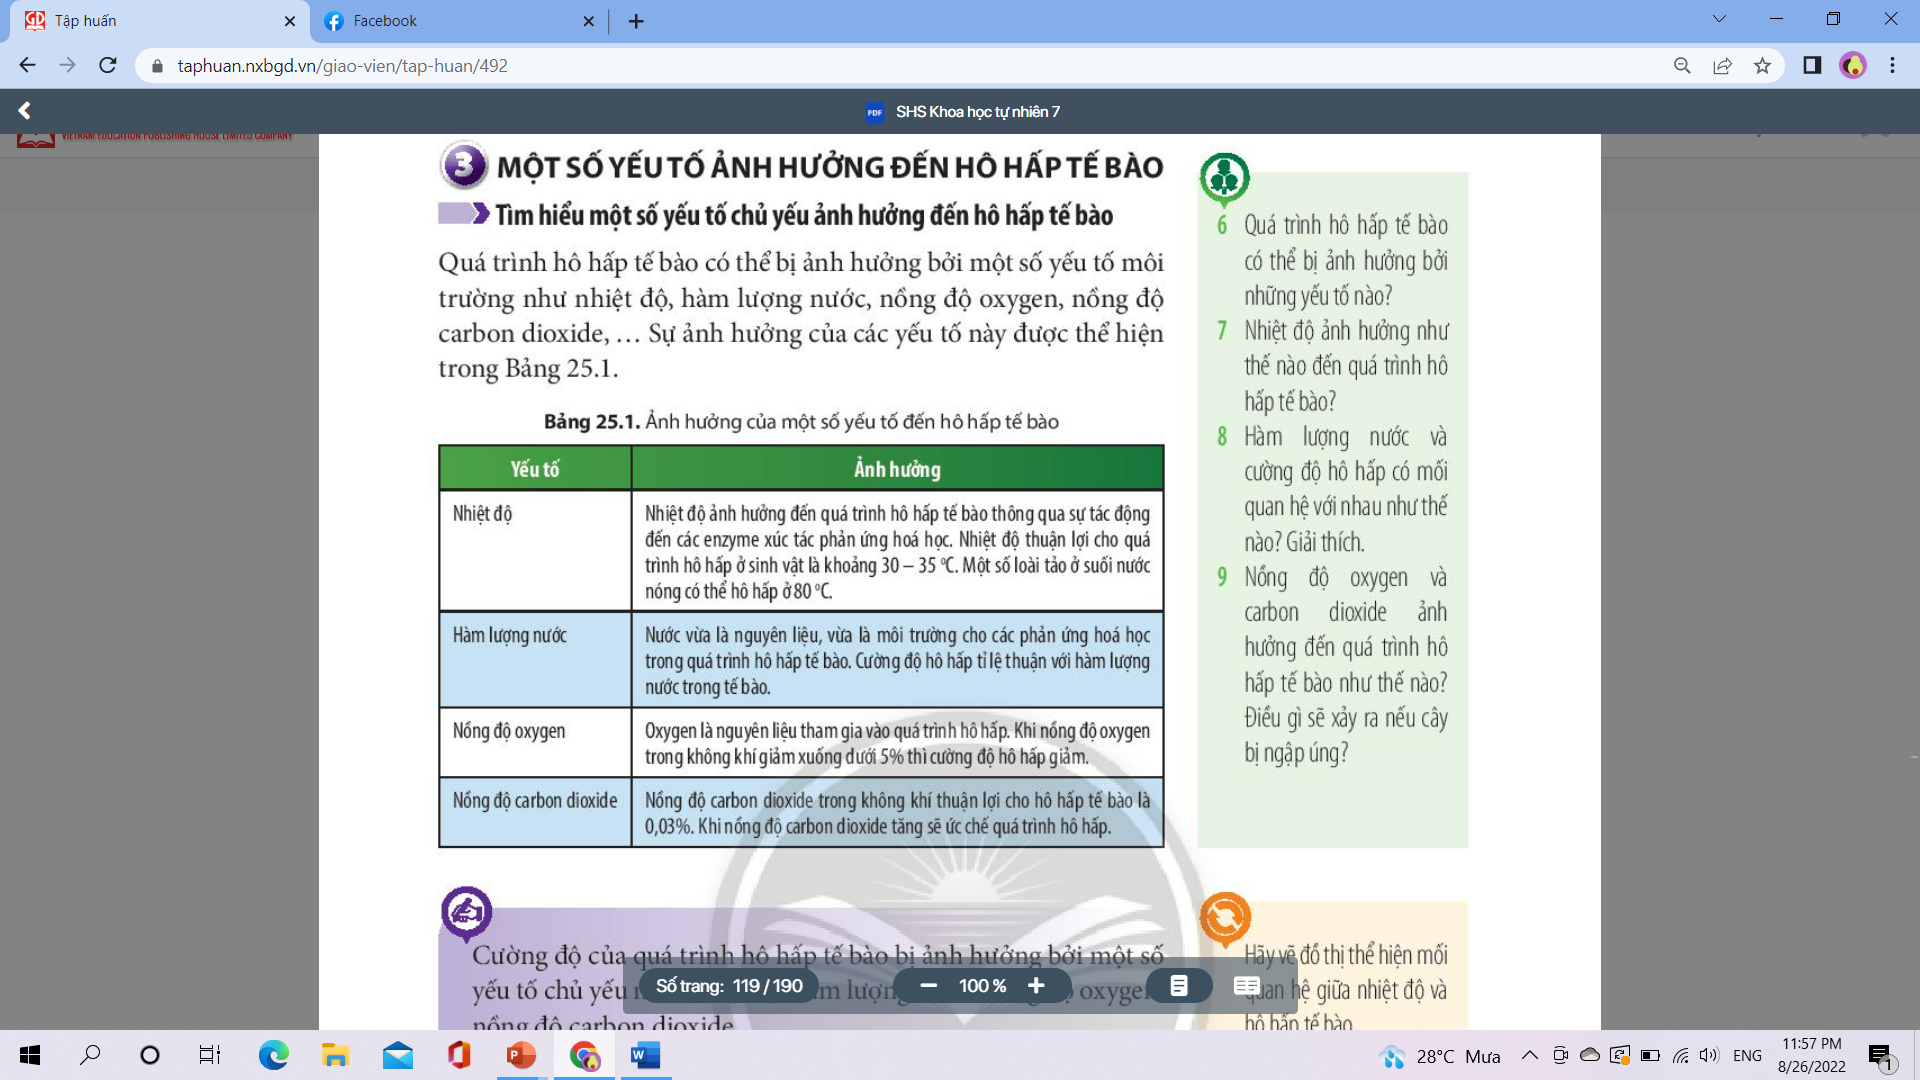 Tập huấn
Facebook
taphuan.nxbgd.vn/giao-vien/tap-huan/492
PDF SHS Khoa học tự nhiên 7
VIETNAM EDUCATION PUBLISHING HOUSE LIMITED COMPANY
3 MỘT SỐ YẾU TỐ ẢNH HƯỞNG ĐẾN HÔ HẤP TẾ BÀO
Tìm hiểu một số yếu tố chủ yếu ảnh hưởng đến hô hấp tế bào
Quá trình hô hấp tế bào có thể bị ảnh hưởng bởi một số yếu tố môi
trường như nhiệt độ, hàm lượng nước, nồng độ oxygen, nồng độ
carbon dioxide, … Sự ảnh hưởng của các yếu tố này được thể hiện
trong Bảng 25.1.
Bảng 25.1. Ảnh hưởng của một số yếu tố đến hô hấp tế bào
Yếu tố
Ảnh hưởng
Nhiệt độ
Nhiệt độ ảnh hưởng đến quá trình hô hấp tế bào thông qua sự tác động
đến các enzyme xúc tác phản ứng hoá học. Nhiệt độ thuận lợi cho quá
trình hô hấp ở sinh vật là khoảng 30 – 35 °C. Một số loài tảo ở suối nước
nóng có thể hô hấp ở 80 °C.
Hàm lượng nước
Nước vừa là nguyên liệu, vừa là môi trường cho các phản ứng hoá học
trong quá trình hô hấp tế bào. Cường độ hô hấp tỉ lệ thuận với hàm lượng
nước trong tế bào.
Nồng độ oxygen
Oxygen là nguyên liệu tham gia vào quá trình hô hấp. Khi nồng độ oxygen
trong không khí giảm xuống dưới 5% thì cường độ hô hấp giảm.
Nồng độ carbon dioxide
Nồng độ carbon dioxide trong không khí thuận lợi cho hô hấp tế bào là
0,03%. Khi nồng độ carbon dioxide tăng sẽ ức chế quá trình hô hấp.
6 Quá trình hô hấp tế bào
có thể bị ảnh hưởng bởi
những yếu tố nào?
7 Nhiệt độ ảnh hưởng như
thế nào đến quá trình hô
hấp tế bào?
8 Hàm lượng nước và
cường độ hô hấp có mối
quan hệ với nhau như thế
nào? Giải thích.
9 Nồng độ oxygen và
carbon dioxide ảnh
hưởng đến quá trình hô
hấp tế bào như thế nào?
Điều gì sẽ xảy ra nếu cây
bị ngập úng?
Cường độ của quá trình hô hấp tế bào bị ảnh hưởng bởi một số
yếu tố chủ yếu
nồng độ carbon dioxide
Hãy vẽ đồ thị thể hiện mối
quan hệ giữa nhiệt độ và
hô hấp tế bào
Số trang: 119 / 190
100 %
28°C Mưa
ENG
11:57 PM
8/26/2022
1